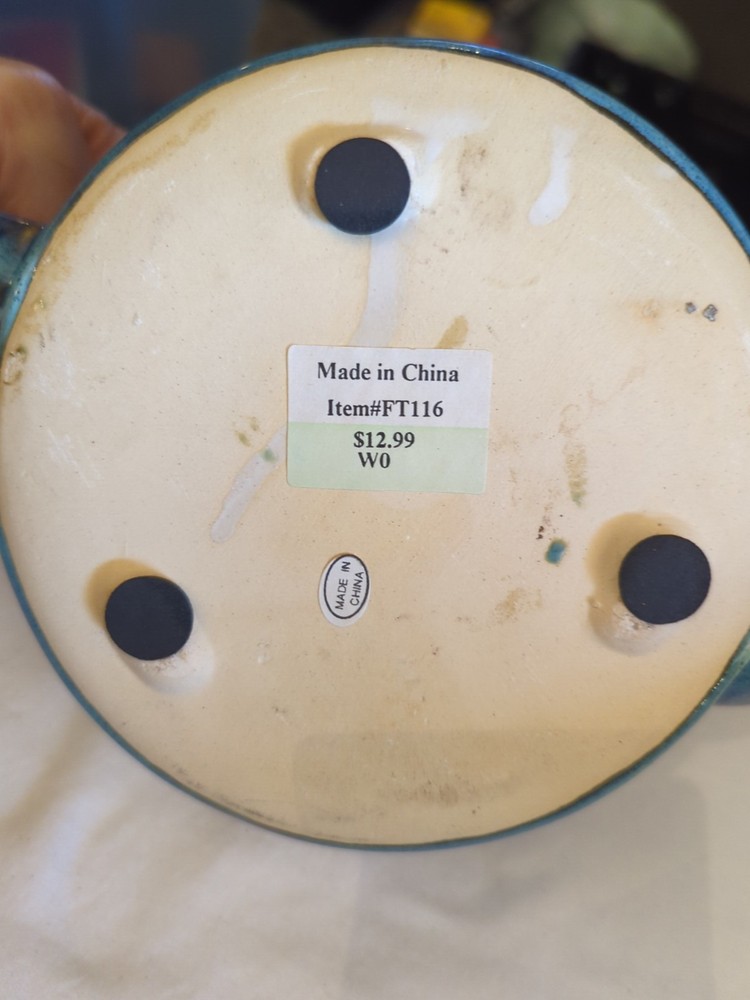 Made in China
Item#FT116
$12.99
W0
MADE IN
CHINA